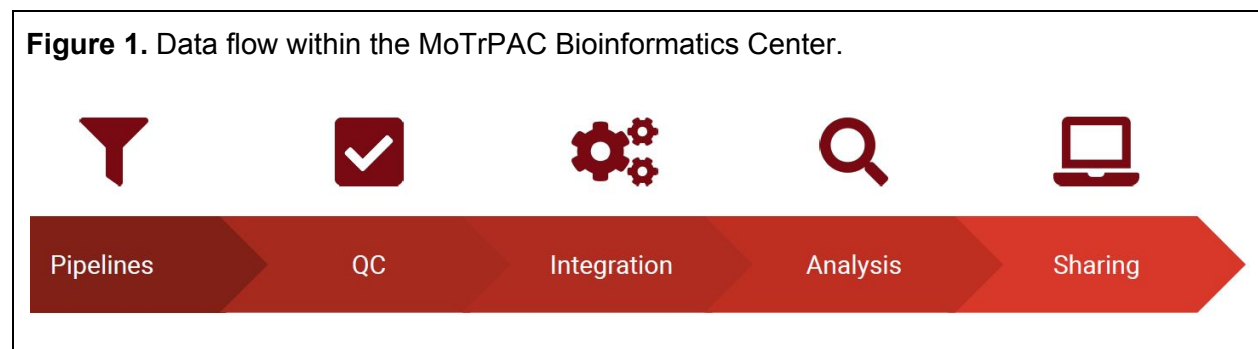 Figure 1. Data flow within the MoTrPAC Bioinformatics Center.
Pipelines QC Integration Analysis Sharing